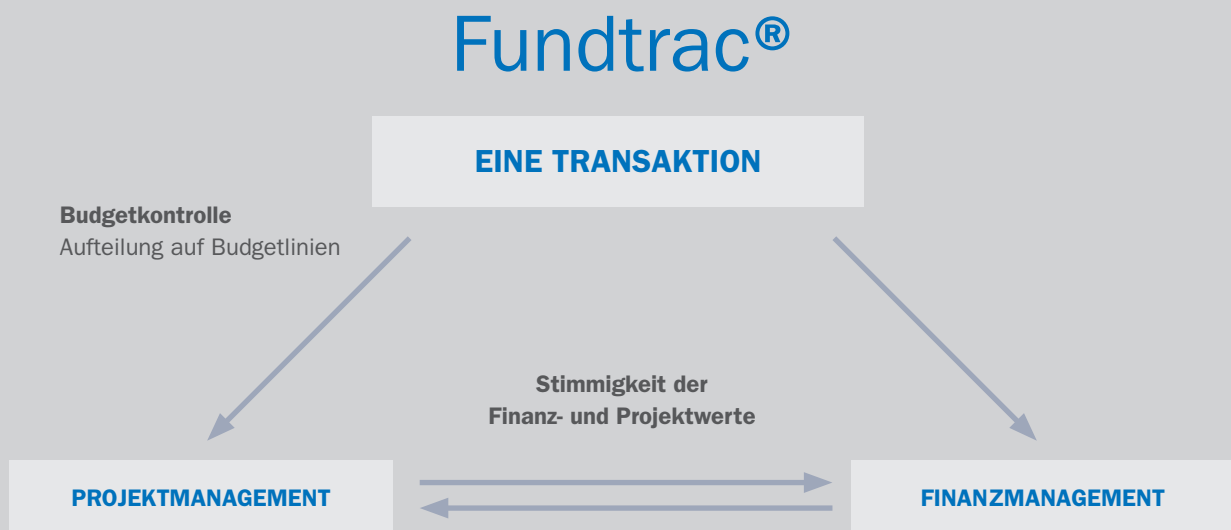 Fundtrac®
EINE TRANSAKTION
Budgetkontrolle
Aufteilung auf Budgetlinien
Stimmigkeit der
Finanz- und Projektwerte
PROJEKTMANAGEMENT
FINANZMANAGEMENT